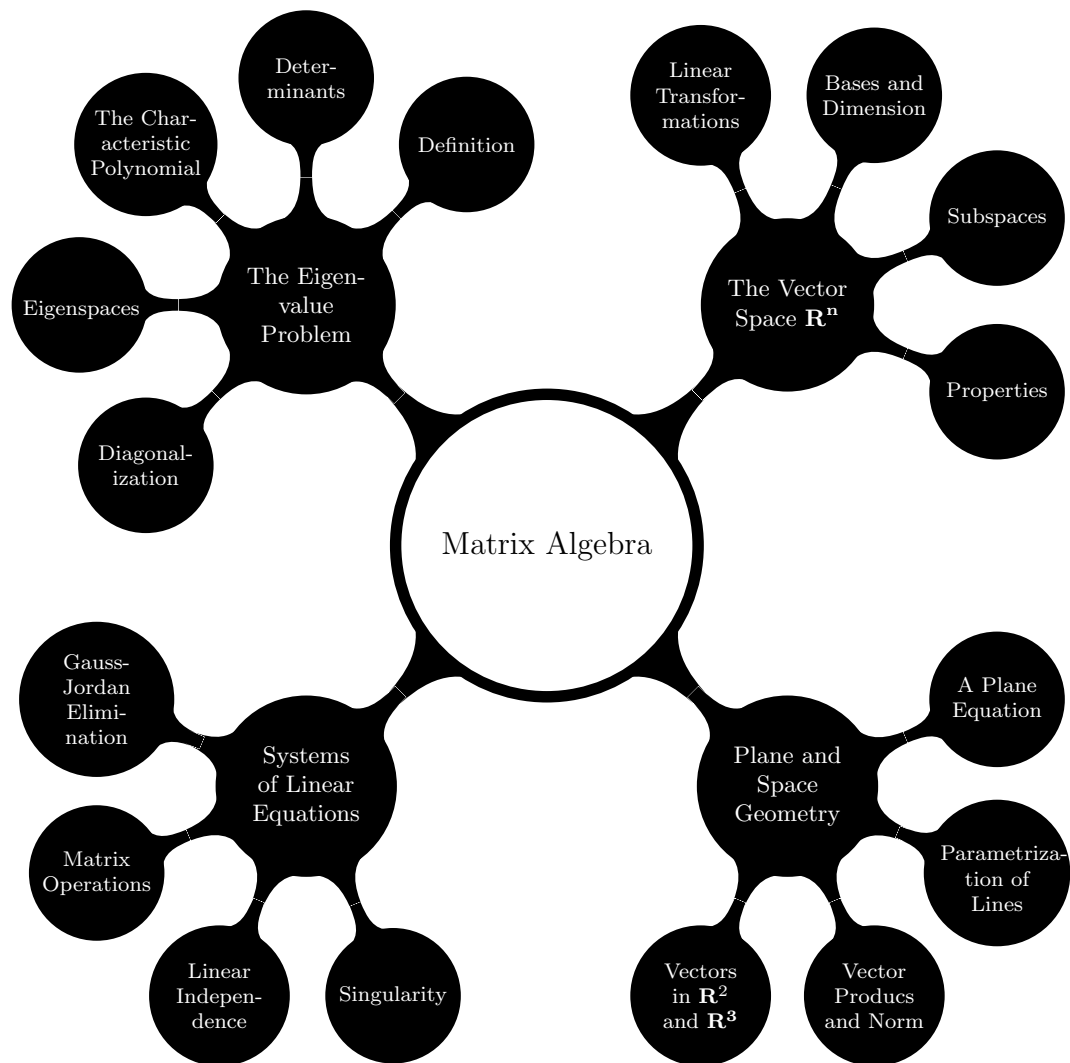 Deter-
minants
The Char-
acteristic
Polynomial
Definition
Eigenspaces
The Eigen-
value
Problem
Diagonal-
ization
Linear
Transfor-
mations
Bases and
Dimension
Subspaces
The Vector
Space Rⁿ
Properties
Matrix Algebra
Gauss-
Jordan
Elimi-
nation
Systems
of Linear
Equations
Matrix
Operations
Linear
Indepen-
dence
Singularity
A Plane
Equation
Plane and
Space
Geometry
Parametriza-
tion of
Lines
Vectors
in R²
and R³
Vector
Producs
and Norm